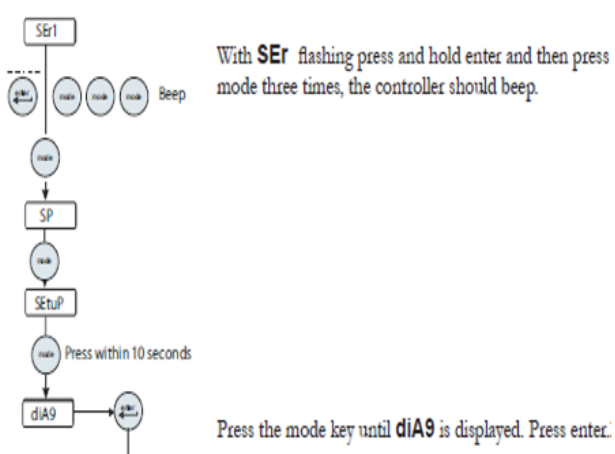 SEr1
With SEr flashing press and hold enter and then press
mode three times, the controller should beep.
enter mode mode mode Beep
mode
SP
mode
SEtuP
mode Press within 10 seconds
diA9 enter
Press the mode key until diA9 is displayed. Press enter.